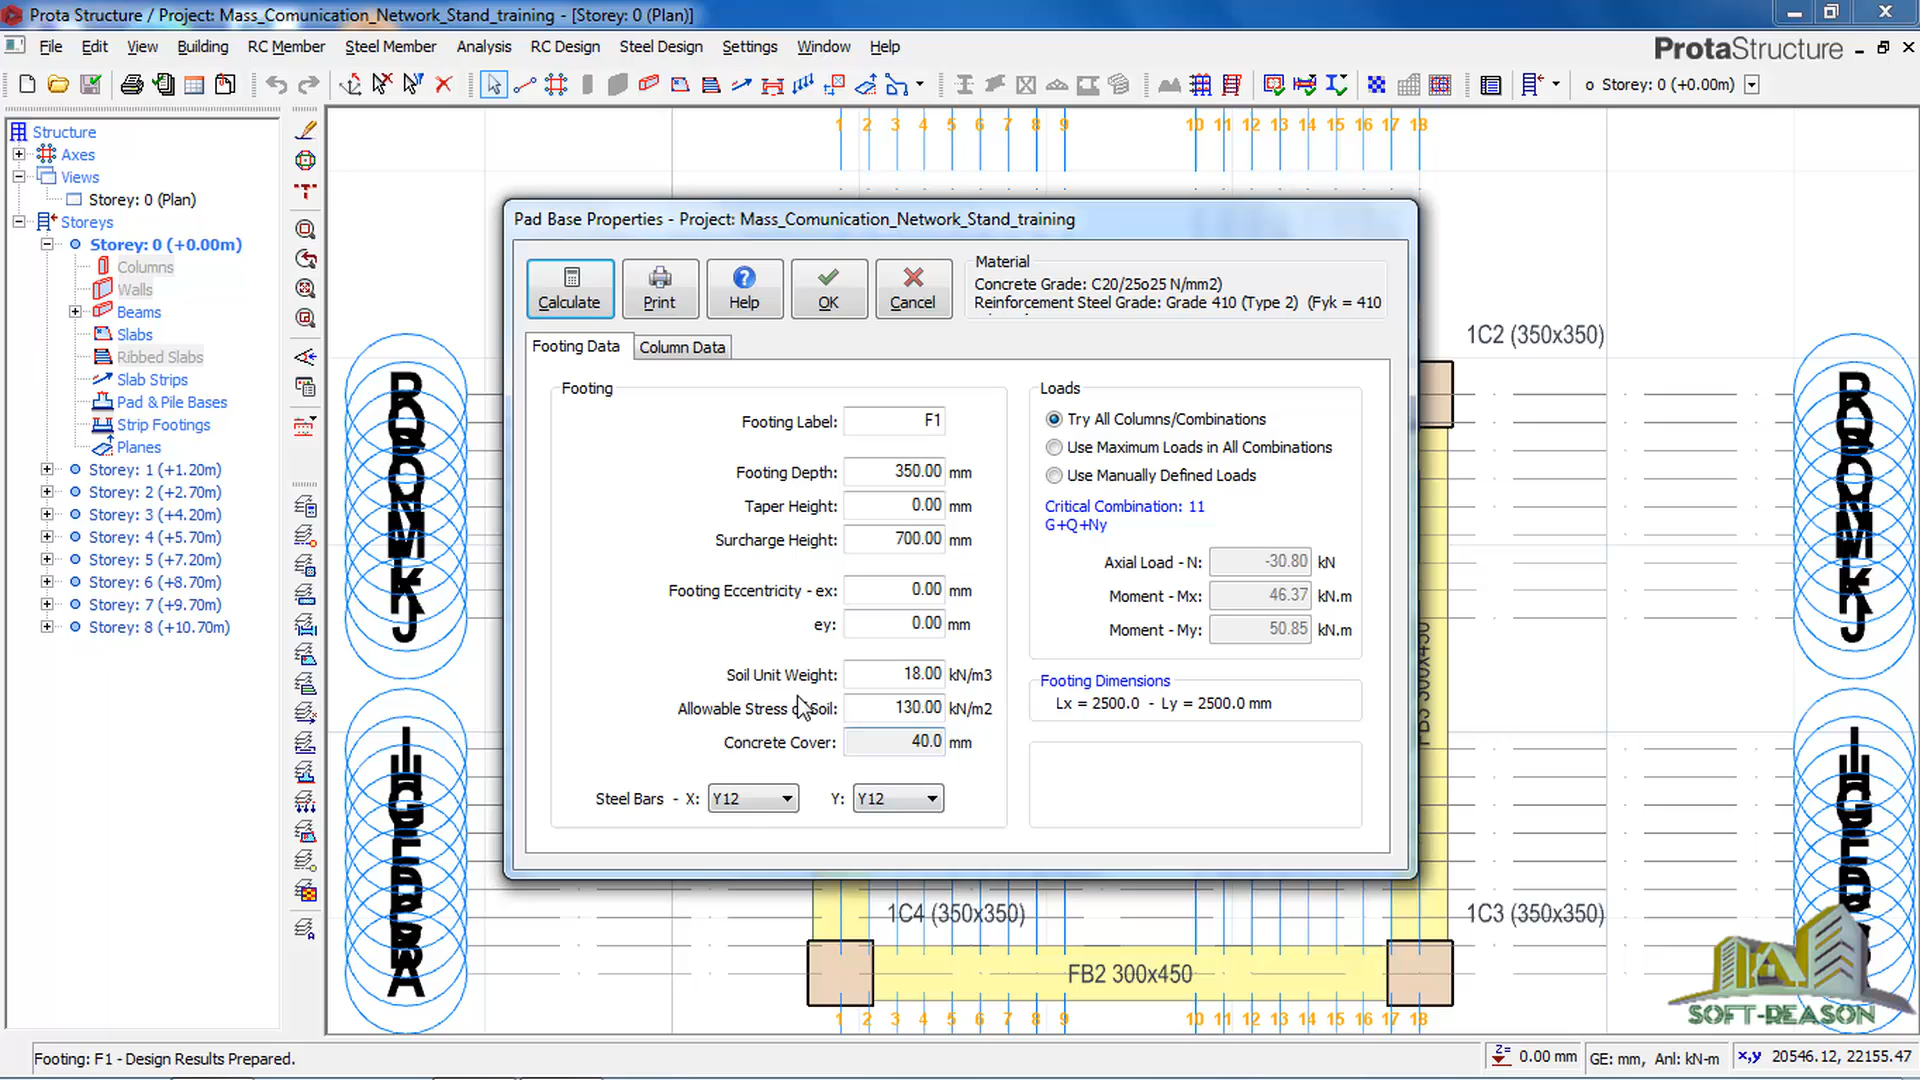 Prota Structure / Project: Mass_Comunication_Network_Stand_training - [Storey: 0 (Plan)]
File Edit View Building RC Member Steel Member Analysis RC Design Steel Design Settings Window Help
ProtaStructure
o Storey: 0 (+0.00m)
Structure
Axes
Views
Storey: 0 (Plan)
Storeys
Storey: 0 (+0.00m)
Columns
Walls
Beams
Slabs
Ribbed Slabs
Slab Strips
Pad & Pile Bases
Strip Footings
Planes
Storey: 1 (+1.20m)
Storey: 2 (+2.70m)
Storey: 3 (+4.20m)
Storey: 4 (+5.70m)
Storey: 5 (+7.20m)
Storey: 6 (+8.70m)
Storey: 7 (+9.70m)
Storey: 8 (+10.70m)
1 2 3 4 5 6 7 8 9 10 11 12 13 14 15 16 17 18
Pad Base Properties - Project: Mass_Comunication_Network_Stand_training
Calculate
Print
Help
OK
Cancel
Material
Concrete Grade: C20/25o25 N/mm2)
Reinforcement Steel Grade: Grade 410 (Type 2) (Fyk = 410
Footing Data
Column Data
Footing
Footing Label: F1
Footing Depth: 350.00 mm
Taper Height: 0.00 mm
Surcharge Height: 700.00 mm
Footing Eccentricity - ex: 0.00 mm
ey: 0.00 mm
Soil Unit Weight: 18.00 kN/m3
Allowable Stress Soil: 130.00 kN/m2
Concrete Cover: 40.0 mm
Steel Bars - X: Y12 Y: Y12
Loads
Try All Columns/Combinations
Use Maximum Loads in All Combinations
Use Manually Defined Loads
Critical Combination: 11
G+Q+Ny
Axial Load - N: -30.80 kN
Moment - Mx: 46.37 kN.m
Moment - My: 50.85 kN.m
Footing Dimensions
Lx = 2500.0 - Ly = 2500.0 mm
1C2 (350x350)
1C4 (350x350)
1C3 (350x350)
FB2 300x450
1 2 3 4 5 6 7 8 9 10 11 12 13 14 15 16 17 18
SOFT-REASON
Footing: F1 - Design Results Prepared.
Z= 0.00 mm
GE: mm, Anl: kN-m
x,y 20546.12, 22155.47